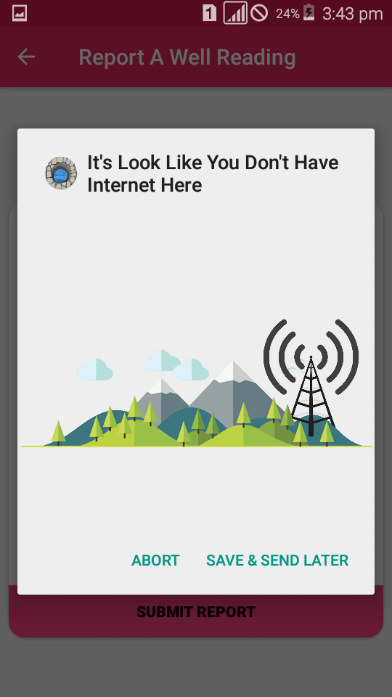 1 24% 3:43 pm
Report A Well Reading
It's Look Like You Don't Have
Internet Here
ABORT SAVE & SEND LATER
SUBMIT REPORT